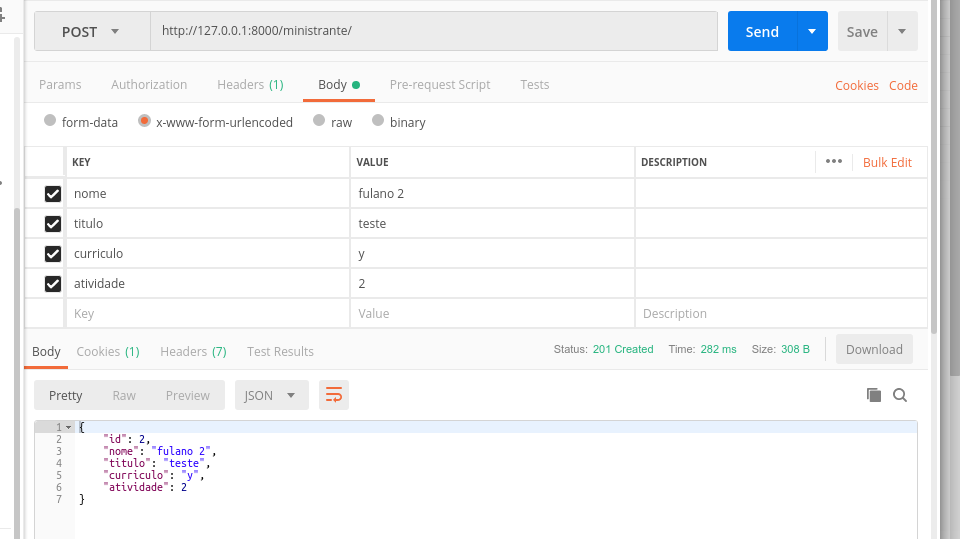 POST http://127.0.0.1:8000/ministrante/ Send Save
Params Authorization Headers (1) Body Pre-request Script Tests Cookies Code
form-data x-www-form-urlencoded raw binary
KEY VALUE DESCRIPTION ••• Bulk Edit
nome fulano 2
titulo teste
curriculo y
atividade 2
Key Value Description
Body Cookies (1) Headers (7) Test Results Status: 201 Created Time: 282 ms Size: 308 B Download
Pretty Raw Preview JSON
1 {
2 "id": 2,
3 "nome": "fulano 2",
4 "titulo": "teste",
5 "curriculo": "y",
6 "atividade": 2
7 }